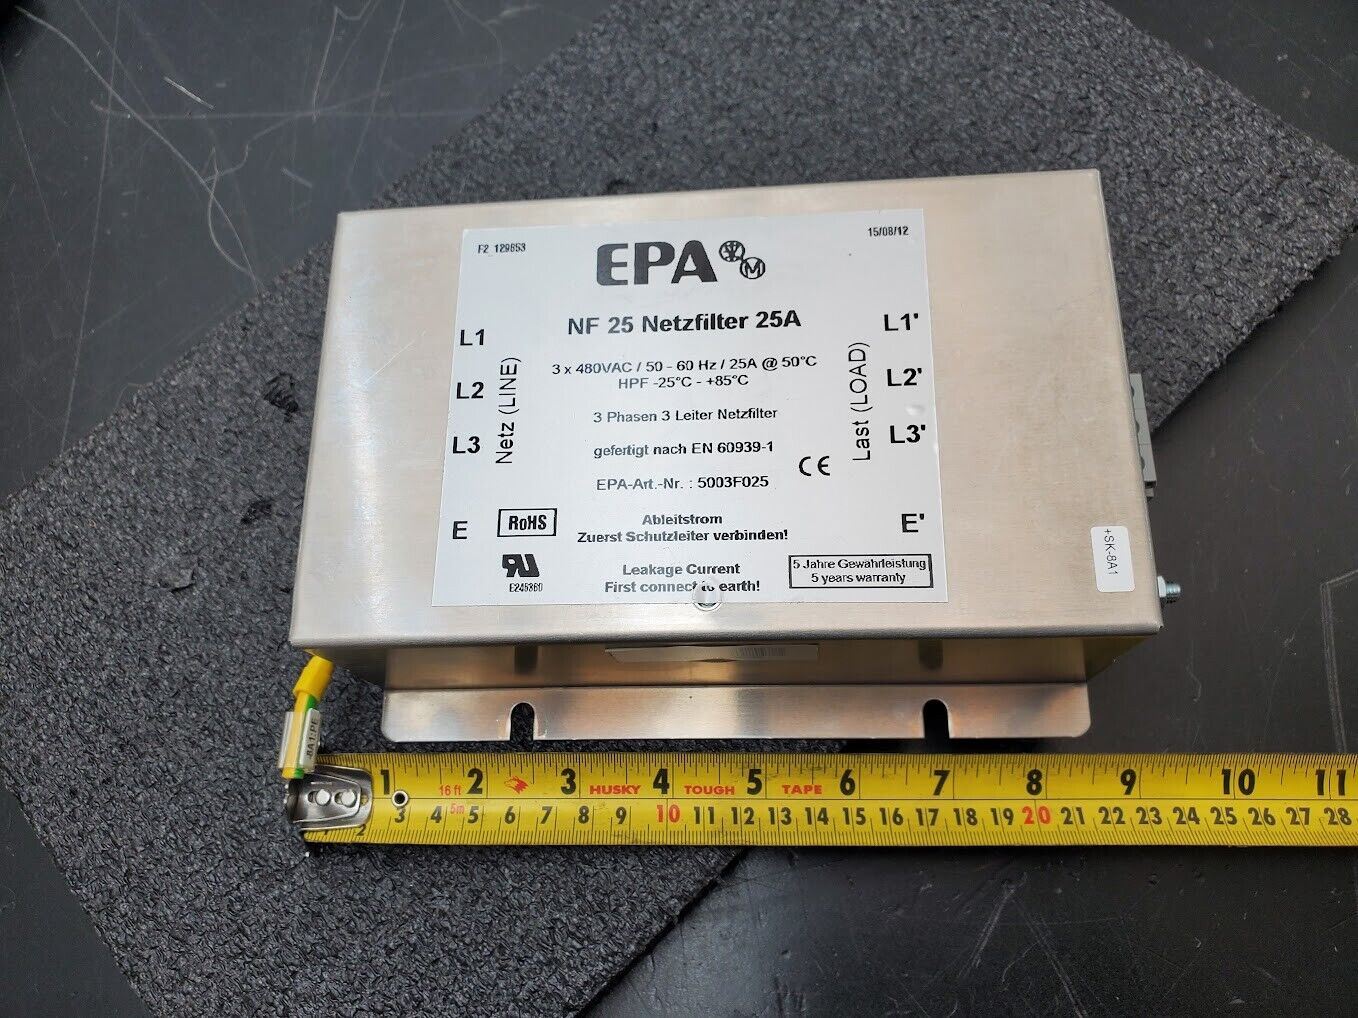 F2_129653
15/08/12
EPA
NF 25 Netzfilter 25A
L1
L2
L3
Netz (LINE)
L1'
L2'
L3'
Last (LOAD)
3 x 480VAC / 50 - 60 Hz / 25A @ 50°C
HPF -25°C - +85°C
3 Phasen 3 Leiter Netzfilter
gefertigt nach EN 60939-1
CE
EPA-Art.-Nr. : 5003F025
E
RoHS
Ableitstrom
Zuerst Schutzleiter verbinden!
E'
Leakage Current
First connect to earth!
5 Jahre Gewährleistung
5 years warranty
+SK-8A1
8A1:PE
1 2 3 HUSKY 4 TOUGH 5 TAPE 6 7 8 9 10 11
16 ft
5m
2 3 4 5 6 7 8 9 10 11 12 13 14 15 16 17 18 19 20 21 22 23 24 25 26 27 28